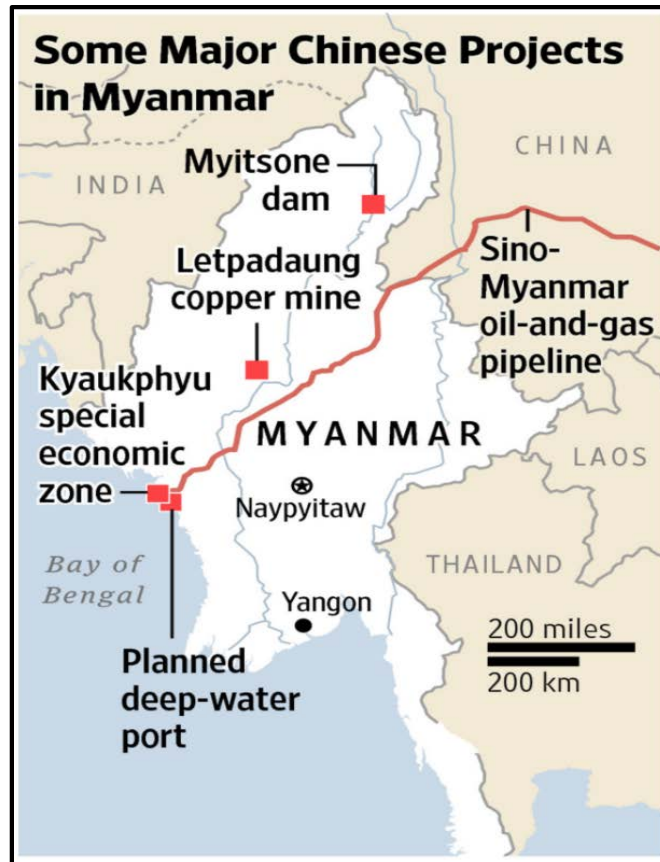 Some Major Chinese Projects
in Myanmar
CHINA
INDIA
Myitsone
dam
Letpadaung
copper mine
Sino-
Myanmar
oil-and-gas
pipeline
Kyaukphyu
special
economic
zone
MYANMAR
LAOS
Naypyitaw
Bay of
Bengal
THAILAND
Yangon
200 miles
200 km
Planned
deep-water
port